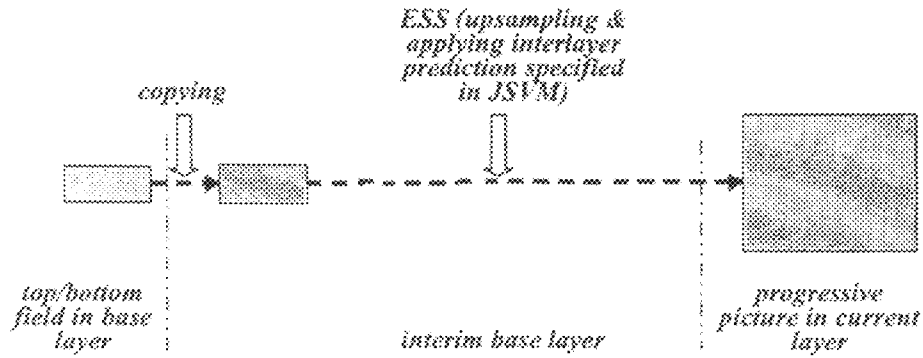 ESS (upsampling &
applying interlayer
prediction specified
in JSVM)
copying
top/bottom
field in base
layer
interim base layer
progressive
picture in current
layer